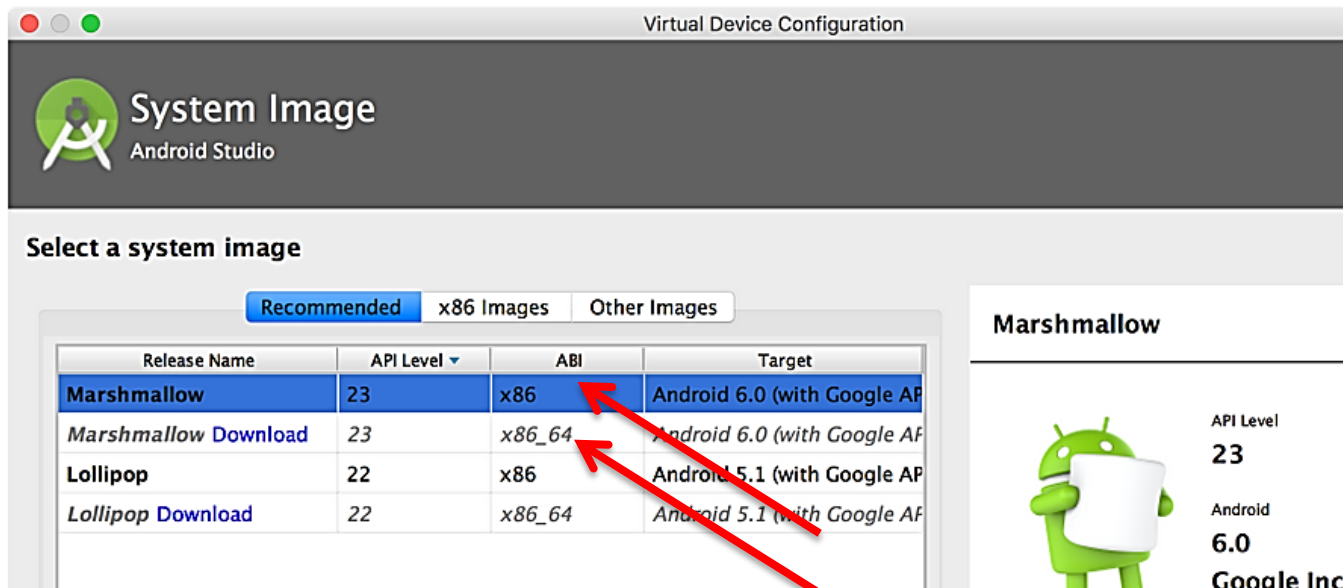 Virtual Device Configuration
System Image
Android Studio
Select a system image
Recommended x86 Images Other Images
Release Name API Level ABI Target
Marshmallow 23 x86 Android 6.0 (with Google AP
Marshmallow Download 23 x86_64 Android 6.0 (with Google AP
Lollipop 22 x86 Android 5.1 (with Google AP
Lollipop Download 22 x86_64 Android 5.1 (with Google AP
Marshmallow
API Level
23
Android
6.0
Google Inc